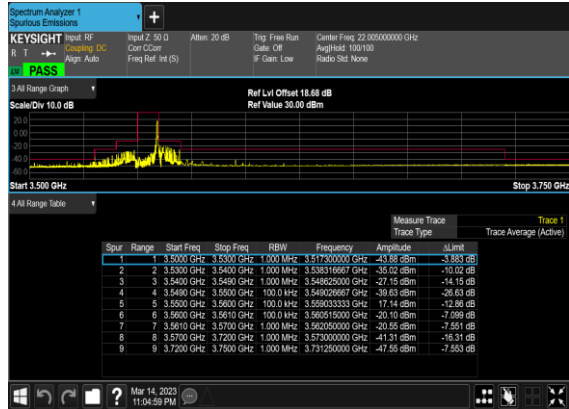 Spectrum Analyzer 1
Spurious Emissions
+
KEYSIGHT Input: RF Input Z: 50 Ω Atten: 20 dB Trig: Free Run Center Freq: 22.005000000 GHz
R T Coupling: DC Corr CCorr Gate: Off Avg|Hold: 100/100
Align: Auto Freq Ref: Int (S) IF Gain: Low Radio Std: None
PASS
3 All Range Graph Ref Lvl Offset 18.68 dB
Scale/Div 10.0 dB Ref Value 30.00 dBm
20.0
0.00
-20.0
-40.0
-60.0
Start 3.500 GHz Stop 3.750 GHz
4 All Range Table
Measure Trace Trace 1
Trace Type Trace Average (Active)
Spur Range Start Freq Stop Freq RBW Frequency Amplitude ΔLimit
1 1 3.5000 GHz 3.5300 GHz 1.000 MHz 3.517300000 GHz -43.88 dBm -3.883 dB
2 2 3.5300 GHz 3.5400 GHz 1.000 MHz 3.538316667 GHz -35.02 dBm -10.02 dB
3 3 3.5400 GHz 3.5490 GHz 1.000 MHz 3.548625000 GHz -27.15 dBm -14.15 dB
4 4 3.5490 GHz 3.5500 GHz 100.0 kHz 3.549026667 GHz -39.63 dBm -26.63 dB
5 5 3.5500 GHz 3.5600 GHz 100.0 kHz 3.559033333 GHz 17.14 dBm -12.86 dB
6 6 3.5600 GHz 3.5610 GHz 100.0 kHz 3.560515000 GHz -20.10 dBm -7.099 dB
7 7 3.5610 GHz 3.5700 GHz 1.000 MHz 3.562050000 GHz -20.55 dBm -7.551 dB
8 8 3.5700 GHz 3.7200 GHz 1.000 MHz 3.573000000 GHz -41.31 dBm -16.31 dB
9 9 3.7200 GHz 3.7500 GHz 1.000 MHz 3.731250000 GHz -47.55 dBm -7.553 dB
? Mar 14, 2023
11:04:59 PM